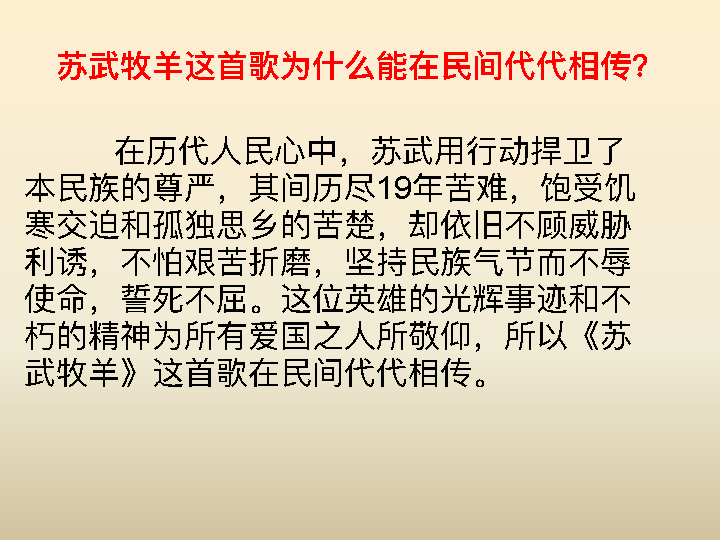 苏武牧羊这首歌为什么能在民间代代相传?
在历代人民心中，苏武用行动捍卫了
本民族的尊严，其间历尽19年苦难，饱受饥
寒交迫和孤独思乡的苦楚，却依旧不顾威胁
利诱，不怕艰苦折磨，坚持民族气节而不辱
使命，誓死不屈。这位英雄的光辉事迹和不
朽的精神为所有爱国之人所敬仰，所以《苏
武牧羊》这首歌在民间代代相传。